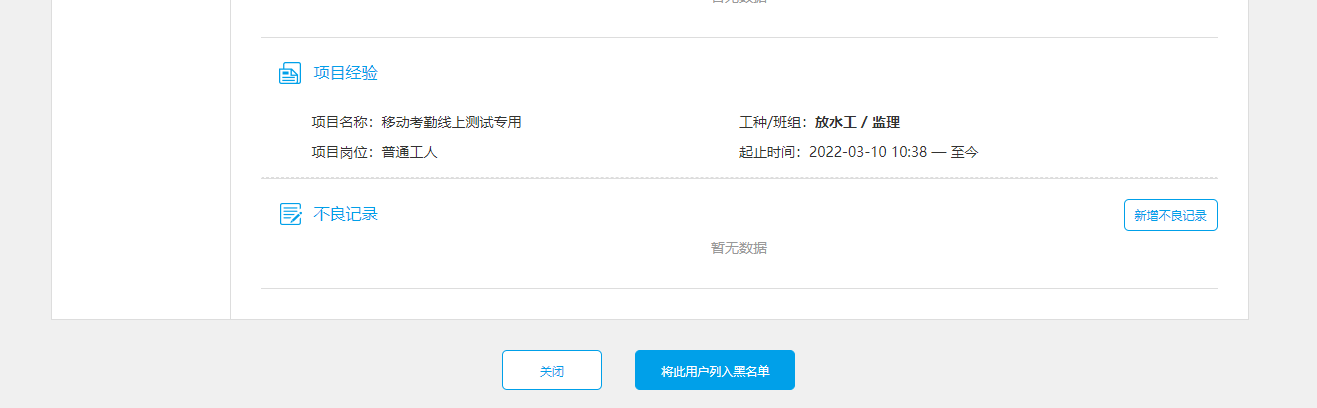 项目经验
项目名称：移动考勤线上测试专用
工种/班组：放水工 / 监理
项目岗位：普通工人
起止时间：2022-03-10 10:38 — 至今
不良记录
新增不良记录
暂无数据
关闭
将此用户列入黑名单